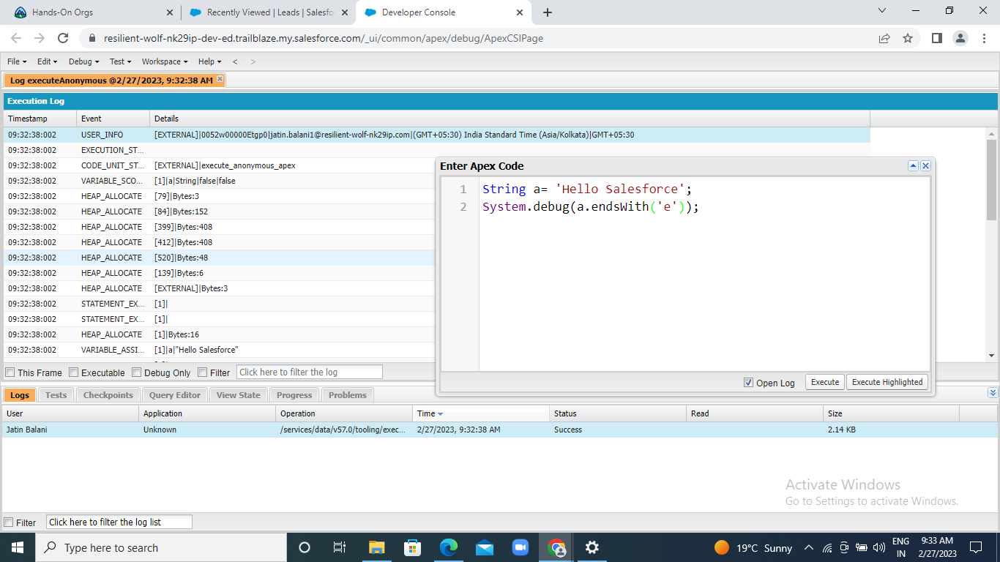 Hands-On Orgs
Recently Viewed | Leads | Salesfo
Developer Console
resilient-wolf-nk29ip-dev-ed.trailblaze.my.salesforce.com/_ui/common/apex/debug/ApexCSIPage
File Edit Debug Test Workspace Help < >
Log executeAnonymous @2/27/2023, 9:32:38 AM
Execution Log
Timestamp Event Details
09:32:38:002 USER_INFO [EXTERNAL]|0052w00000Etgp0|jatin.balani1@resilient-wolf-nk29ip.com|(GMT+05:30) India Standard Time (Asia/Kolkata)|GMT+05:30
09:32:38:002 EXECUTION_ST...
09:32:38:002 CODE_UNIT_ST... [EXTERNAL]|execute_anonymous_apex
09:32:38:002 VARIABLE_SCO... [1]|a|String|false|false
09:32:38:002 HEAP_ALLOCATE [79]|Bytes:3
09:32:38:002 HEAP_ALLOCATE [84]|Bytes:152
09:32:38:002 HEAP_ALLOCATE [399]|Bytes:408
09:32:38:002 HEAP_ALLOCATE [412]|Bytes:408
09:32:38:002 HEAP_ALLOCATE [520]|Bytes:48
09:32:38:002 HEAP_ALLOCATE [139]|Bytes:6
09:32:38:002 HEAP_ALLOCATE [EXTERNAL]|Bytes:3
09:32:38:002 STATEMENT_EX... [1]|
09:32:38:002 STATEMENT_EX... [1]|
09:32:38:002 HEAP_ALLOCATE [1]|Bytes:16
09:32:38:002 VARIABLE_ASSI... [1]|a|"Hello Salesforce"
Enter Apex Code
1 String a= 'Hello Salesforce';
2 System.debug(a.endsWith('e'));
Open Log Execute Execute Highlighted
This Frame Executable Debug Only Filter Click here to filter the log
Logs Tests Checkpoints Query Editor View State Progress Problems
User Application Operation Time Status Read Size
Jatin Balani Unknown /services/data/v57.0/tooling/exec... 2/27/2023, 9:32:38 AM Success 2.14 KB
Activate Windows
Go to Settings to activate Windows.
Filter Click here to filter the log list
Type here to search
19°C Sunny
ENG
IN
9:33 AM
2/27/2023